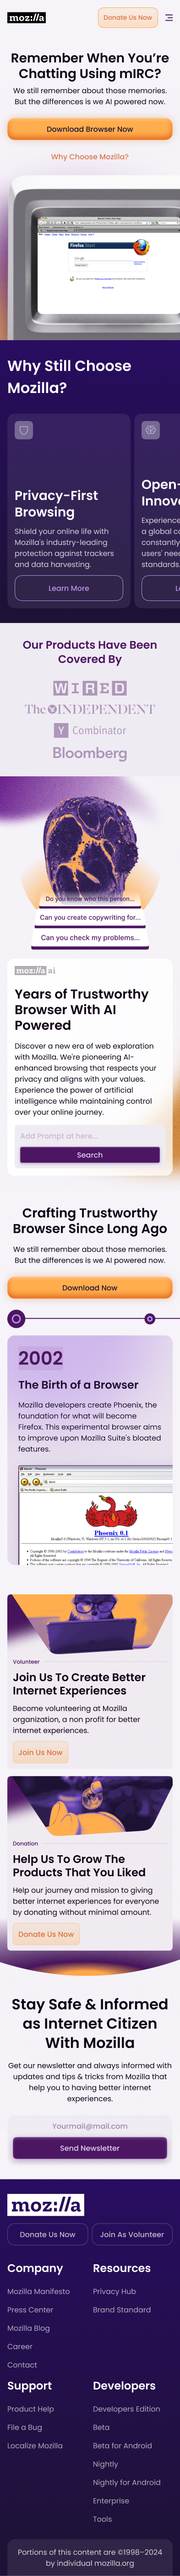 moz://a
Donate Us Now
Remember When You're
Chatting Using mIRC?
We still remember about those memories.
But the differences is we AI powered now.
Download Browser Now
Why Choose Mozilla?
Firefox Start
Why Still Choose
Mozilla?
Privacy-First
Browsing
Shield your online life with
Mozilla's industry-leading
protection against trackers
and data harvesting.
Learn More
Open-
Innov
Experience
a global co
constantly
users' need
standards.
Our Products Have Been
Covered By
WIRED
The INDEPENDENT
Y Combinator
Bloomberg
Do you know who this person...
Can you create copywriting for...
Can you check my problems...
moz://a ai
Years of Trustworthy
Browser With AI
Powered
Discover a new era of web exploration
with Mozilla. We're pioneering AI-
enhanced browsing that respects your
privacy and aligns with your values.
Experience the power of artificial
intelligence while maintaining control
over your online journey.
Add Prompt at here...
Search
Crafting Trustworthy
Browser Since Long Ago
We still remember about those memories.
But the differences is we AI powered now.
Download Now
2002
The Birth of a Browser
Mozilla developers create Phoenix, the
foundation for what will become
Firefox. This experimental browser aims
to improve upon Mozilla Suite's bloated
features.
Phoenix 0.1
Volunteer
Join Us To Create Better
Internet Experiences
Become volunteering at Mozilla
organization, a non profit for better
internet experiences.
Join Us Now
Donation
Help Us To Grow The
Products That You Liked
Help our journey and mission to giving
better internet experiences for everyone
by donating without minimal amount.
Donate Us Now
Stay Safe & Informed
as Internet Citizen
With Mozilla
Get our newsletter and always informed with
updates and tips & tricks from Mozilla that
help you to having better internet
experiences.
Yourmail@mail.com
Send Newsletter
moz://a
Donate Us Now
Join As Volunteer
Company
Mozilla Manifesto
Press Center
Mozilla Blog
Career
Contact
Resources
Privacy Hub
Brand Standard
Support
Product Help
File a Bug
Localize Mozilla
Developers
Developers Edition
Beta
Beta for Android
Nightly
Nightly for Android
Enterprise
Tools
Portions of this content are ©1998–2024
by individual mozilla.org